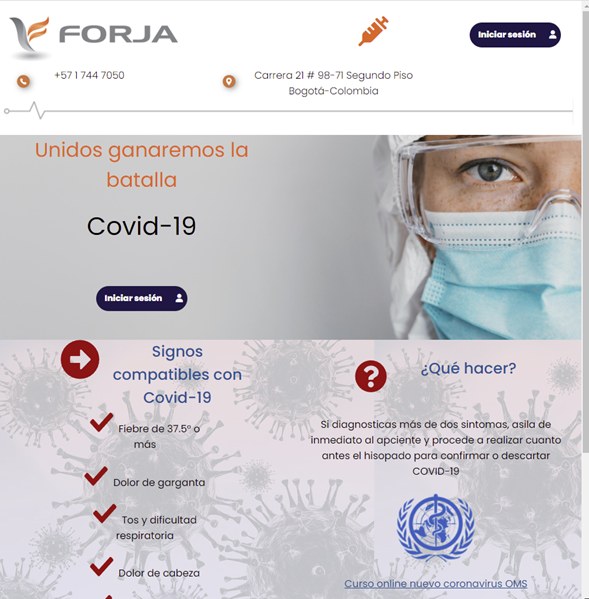 FORJA
Iniciar sesión
+57 1 744 7050
Carrera 21 # 98-71 Segundo Piso
Bogotá-Colombia
Unidos ganaremos la
batalla
Covid-19
Iniciar sesión
Signos
compatibles con
Covid-19
Fiebre de 37.5° o
más
Dolor de garganta
Tos y dificultad
respiratoria
Dolor de cabeza
¿Qué hacer?
Si diagnosticas más de dos sintomas, asila de
inmediato al apciente y procede a realizar cuanto
antes el hisopado para confirmar o descartar
COVID-19
Curso online nuevo coronavirus OMS